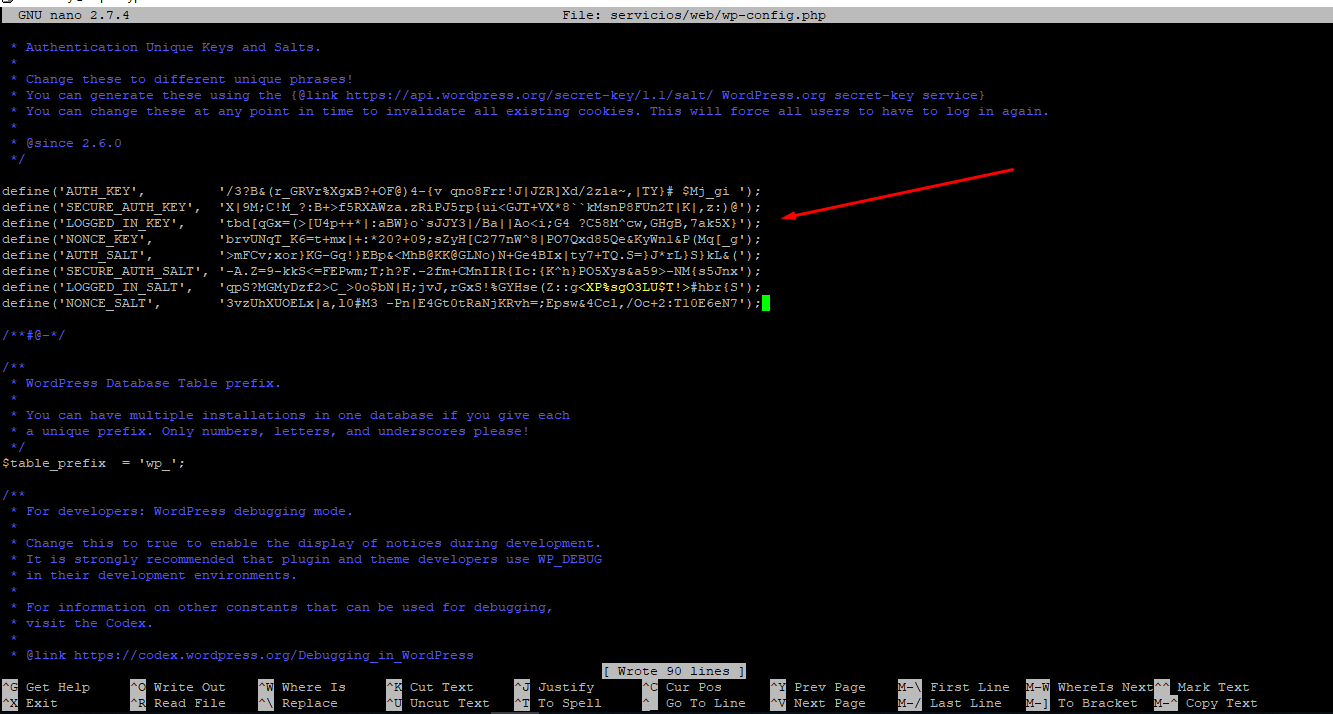 GNU nano 2.7.4 File: servicios/web/wp-config.php
* Authentication Unique Keys and Salts.
*
* Change these to different unique phrases!
* You can generate these using the {@link https://api.wordpress.org/secret-key/1.1/salt/ WordPress.org secret-key service}
* You can change these at any point in time to invalidate all existing cookies. This will force all users to have to log in again.
*
* @since 2.6.0
*/
define('AUTH_KEY', '/3?B&(r_GRVr%XgxB?+OF@)4-{v qno8Frr!J|JZR]Xd/2zla~,|TY}# $Mj_gi ');
define('SECURE_AUTH_KEY', 'X|9M;C!M_?:B+>f5RXAWza.zRiPJ5rp{ui<GJT+VX*8``kMsnP8FUn2T|K|,z:)@');
define('LOGGED_IN_KEY', 'tbd[qGx=(>[U4p++*|:aBW}o`sJJY3|/Ba||Ao<i;G4 ?C58M^cw,GHgB,7ak5X}');
define('NONCE_KEY', 'brvUNqT_K6=t+mx|+:*20?+09;sZyH[C277nW^8|PO7Qxd85Qe&KyWnl&P(Mq[_g');
define('AUTH_SALT', '>mFCv;xor}KG-Gq!}EBp&<MhB@KK@GLNo)N+Ge4BIx|ty7+TQ.S=}J*rL}S}kL&(');
define('SECURE_AUTH_SALT', '-A.Z=9-kkS<=FEPwm;T;h?F.-2fm+CMnIIR{Ic:{K^h}PO5Xys&a59>-NM{s5Jnx');
define('LOGGED_IN_SALT', 'qpS?MGMyDzf2>C_>0o$bN|H;jvJ,rGxS!%GYHse(Z::g<XP%sgO3LU$T!>#hbr{S');
define('NONCE_SALT', '3vzUhXUOELx|a,l0#M3 -Pn|E4Gt0tRaNjKRvh=;Epsw&4Ccl,/Oc+2:T10E6eN7');
/**#@-*/
/**
* WordPress Database Table prefix.
*
* You can have multiple installations in one database if you give each
* a unique prefix. Only numbers, letters, and underscores please!
*/
$table_prefix = 'wp_';
/**
* For developers: WordPress debugging mode.
*
* Change this to true to enable the display of notices during development.
* It is strongly recommended that plugin and theme developers use WP_DEBUG
* in their development environments.
*
* For information on other constants that can be used for debugging,
* visit the Codex.
*
* @link https://codex.wordpress.org/Debugging_in_WordPress
[ Wrote 90 lines ]
^G Get Help ^O Write Out ^W Where Is ^K Cut Text ^J Justify ^C Cur Pos ^Y Prev Page M-\ First Line M-W WhereIs Next ^^ Mark Text
^X Exit ^R Read File ^\ Replace ^U Uncut Text ^T To Spell ^_ Go To Line ^V Next Page M-/ Last Line M-] To Bracket M-^ Copy Text